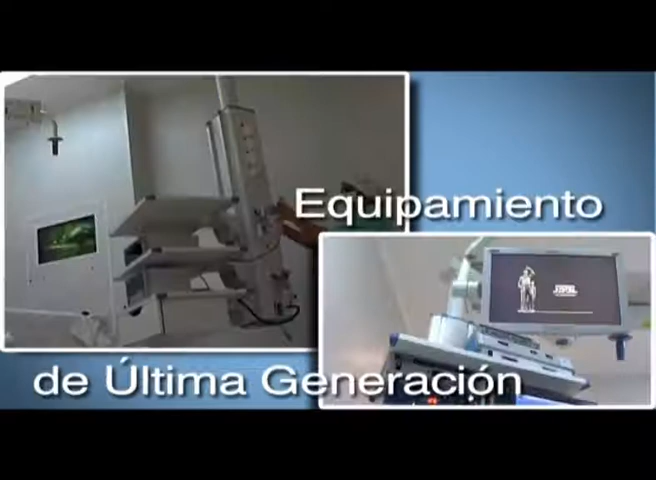 Equipamiento
de Última Generación